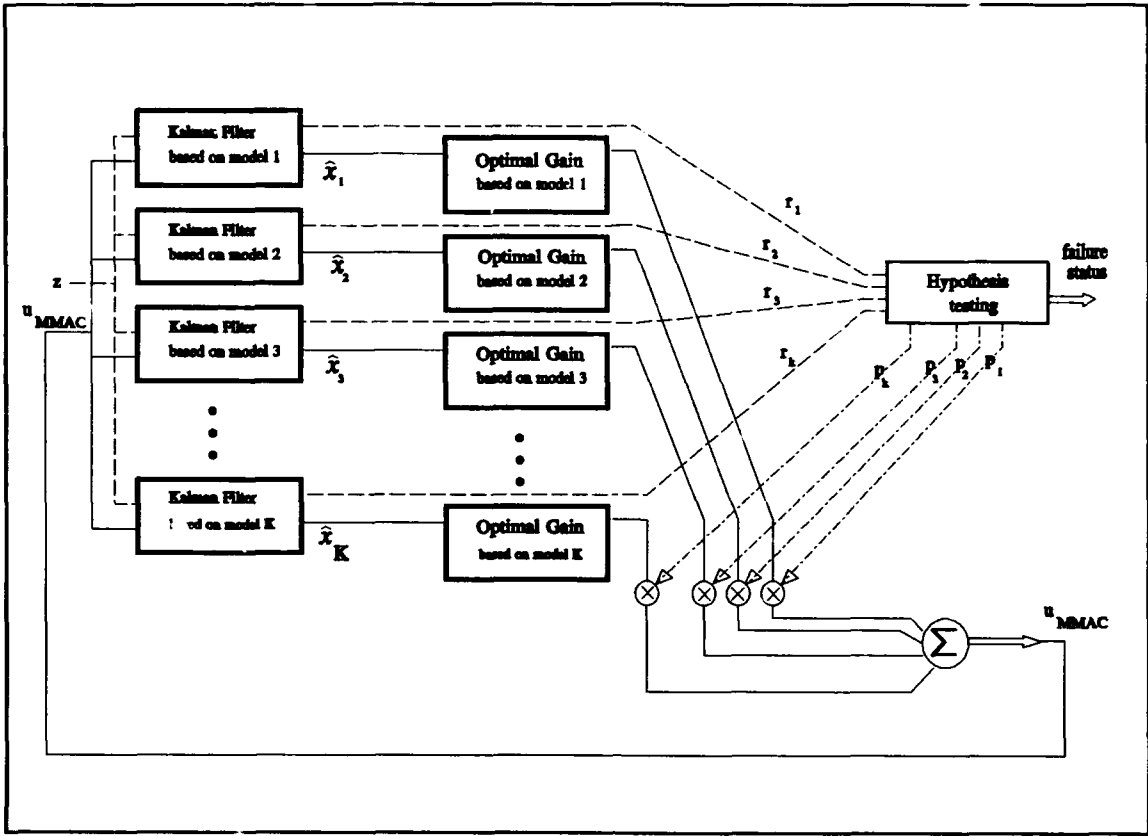 Kalman Filter
based on model 1
x̂1
Optimal Gain
based on model 1
r1
Kalman Filter
based on model 2
x̂2
Optimal Gain
based on model 2
r2
z
uMMAC
Kalman Filter
based on model 3
x̂3
Optimal Gain
based on model 3
r3
Kalman Filter
on model K
x̂K
Optimal Gain
based on model K
rk
Hypothesis
testing
failure
status
pk
p3
p2
p1
Σ
uMMAC